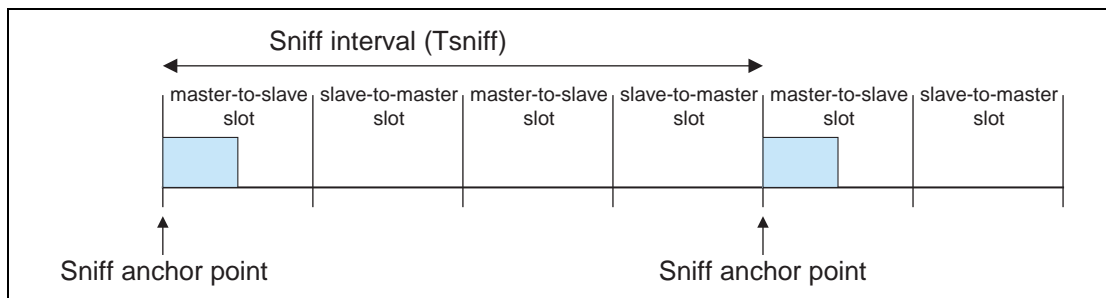 Sniff interval (Tsniff)
master-to-slave slot
slave-to-master slot
master-to-slave slot
slave-to-master slot
master-to-slave slot
slave-to-master slot
Sniff anchor point
Sniff anchor point